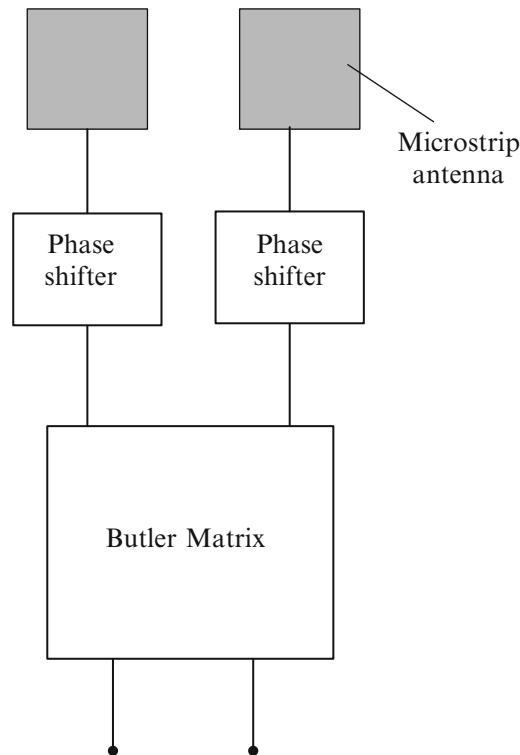 Microstrip
antenna
Phase
shifter
Phase
shifter
Butler Matrix